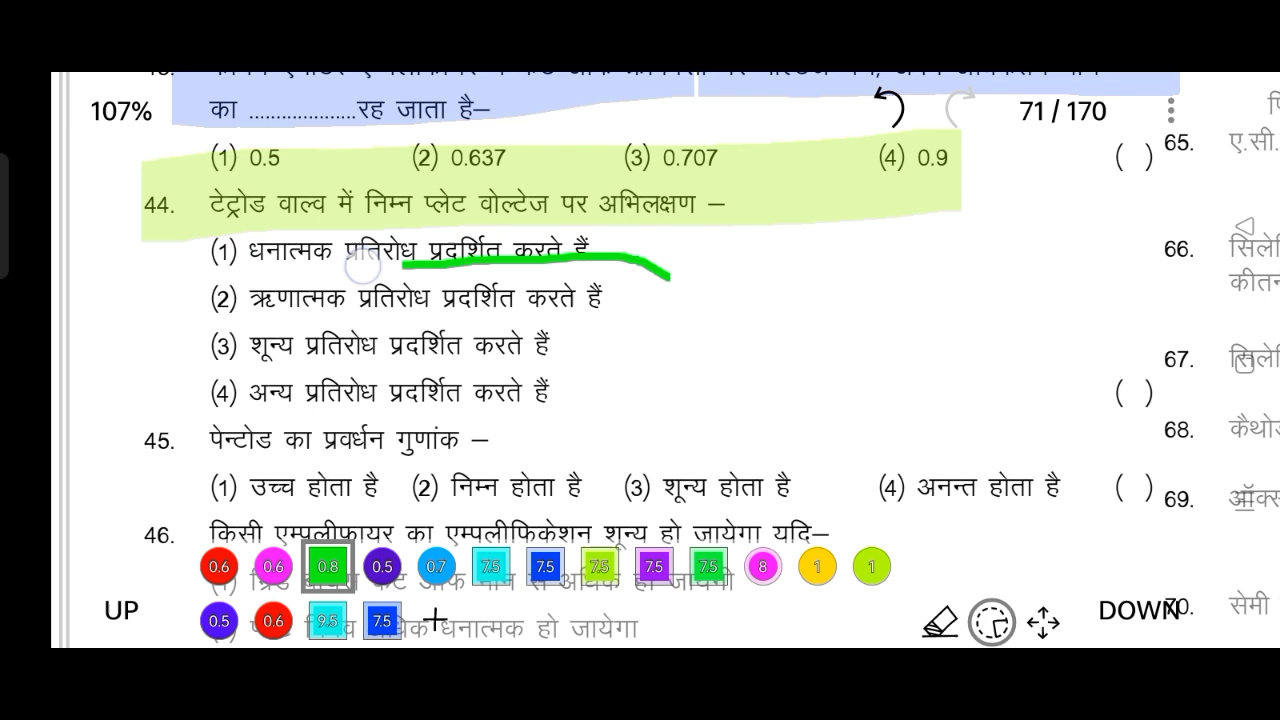 107%
का ....................रह जाता है–
71 / 170
(1) 0.5 (2) 0.637 (3) 0.707 (4) 0.9 ( )
44. टेट्रोड वाल्व में निम्न प्लेट वोल्टेज पर अभिलक्षण –
(1) धनात्मक प्रतिरोध प्रदर्शित करते हैं
(2) ऋणात्मक प्रतिरोध प्रदर्शित करते हैं
(3) शून्य प्रतिरोध प्रदर्शित करते हैं
(4) अन्य प्रतिरोध प्रदर्शित करते हैं ( )
45. पेन्टोड का प्रवर्धन गुणांक –
(1) उच्च होता है (2) निम्न होता है (3) शून्य होता है (4) अनन्त होता है ( )
46. किसी एम्पलीफायर का एम्पलीफिकेशन शून्य हो जायेगा यदि–
0.6 0.6 0.8 0.5 0.7 7.5 7.5 7.5 7.5 7.5 8 1 1
अधिक हो जायेगी
UP 0.5 0.6 9.5 7.5 + DOWN
धनात्मक हो जायेगा
65.
ए.सी.
66.
67.
68.
69.
70. सेमी